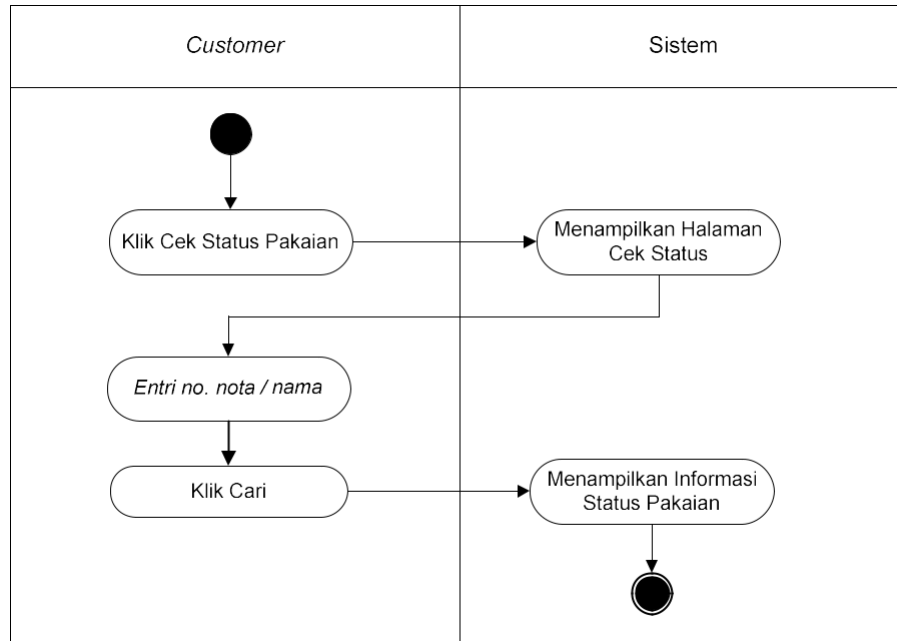 Customer
Sistem
Klik Cek Status Pakaian
Menampilkan Halaman
Cek Status
Entri no. nota / nama
Klik Cari
Menampilkan Informasi
Status Pakaian